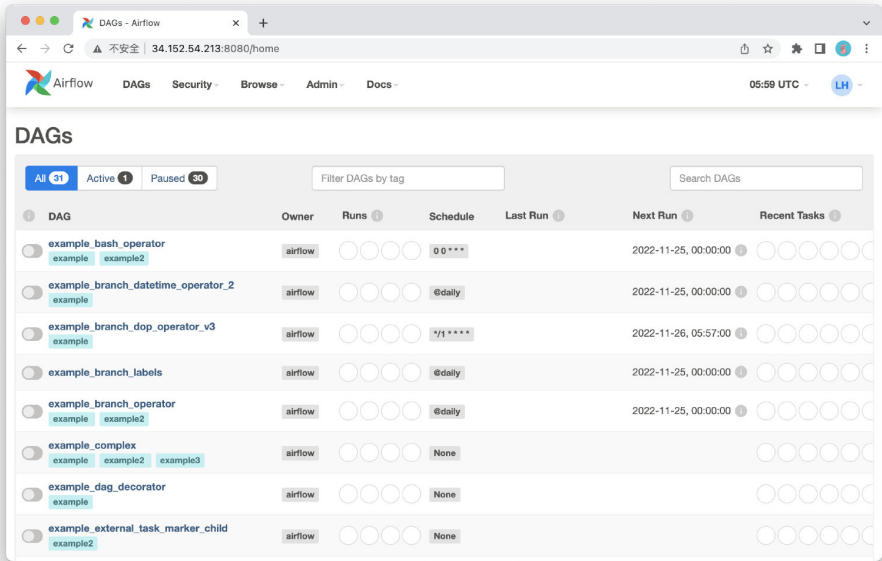 DAGs - Airflow
不安全 34.152.54.213:8080/home
Airflow DAGs Security Browse Admin Docs 05:59 UTC LH
DAGs
All 31 Active 1 Paused 30 Filter DAGs by tag Search DAGs
DAG Owner Runs Schedule Last Run Next Run Recent Tasks
example_bash_operator airflow 0 0 * * * 2022-11-25, 00:00:00
example example2
example_branch_datetime_operator_2 airflow @daily 2022-11-25, 00:00:00
example
example_branch_dop_operator_v3 airflow */1 * * * * 2022-11-26, 05:57:00
example
example_branch_labels airflow @daily 2022-11-25, 00:00:00
example_branch_operator airflow @daily 2022-11-25, 00:00:00
example example2
example_complex airflow None
example example2 example3
example_dag_decorator airflow None
example
example_external_task_marker_child airflow None
example2